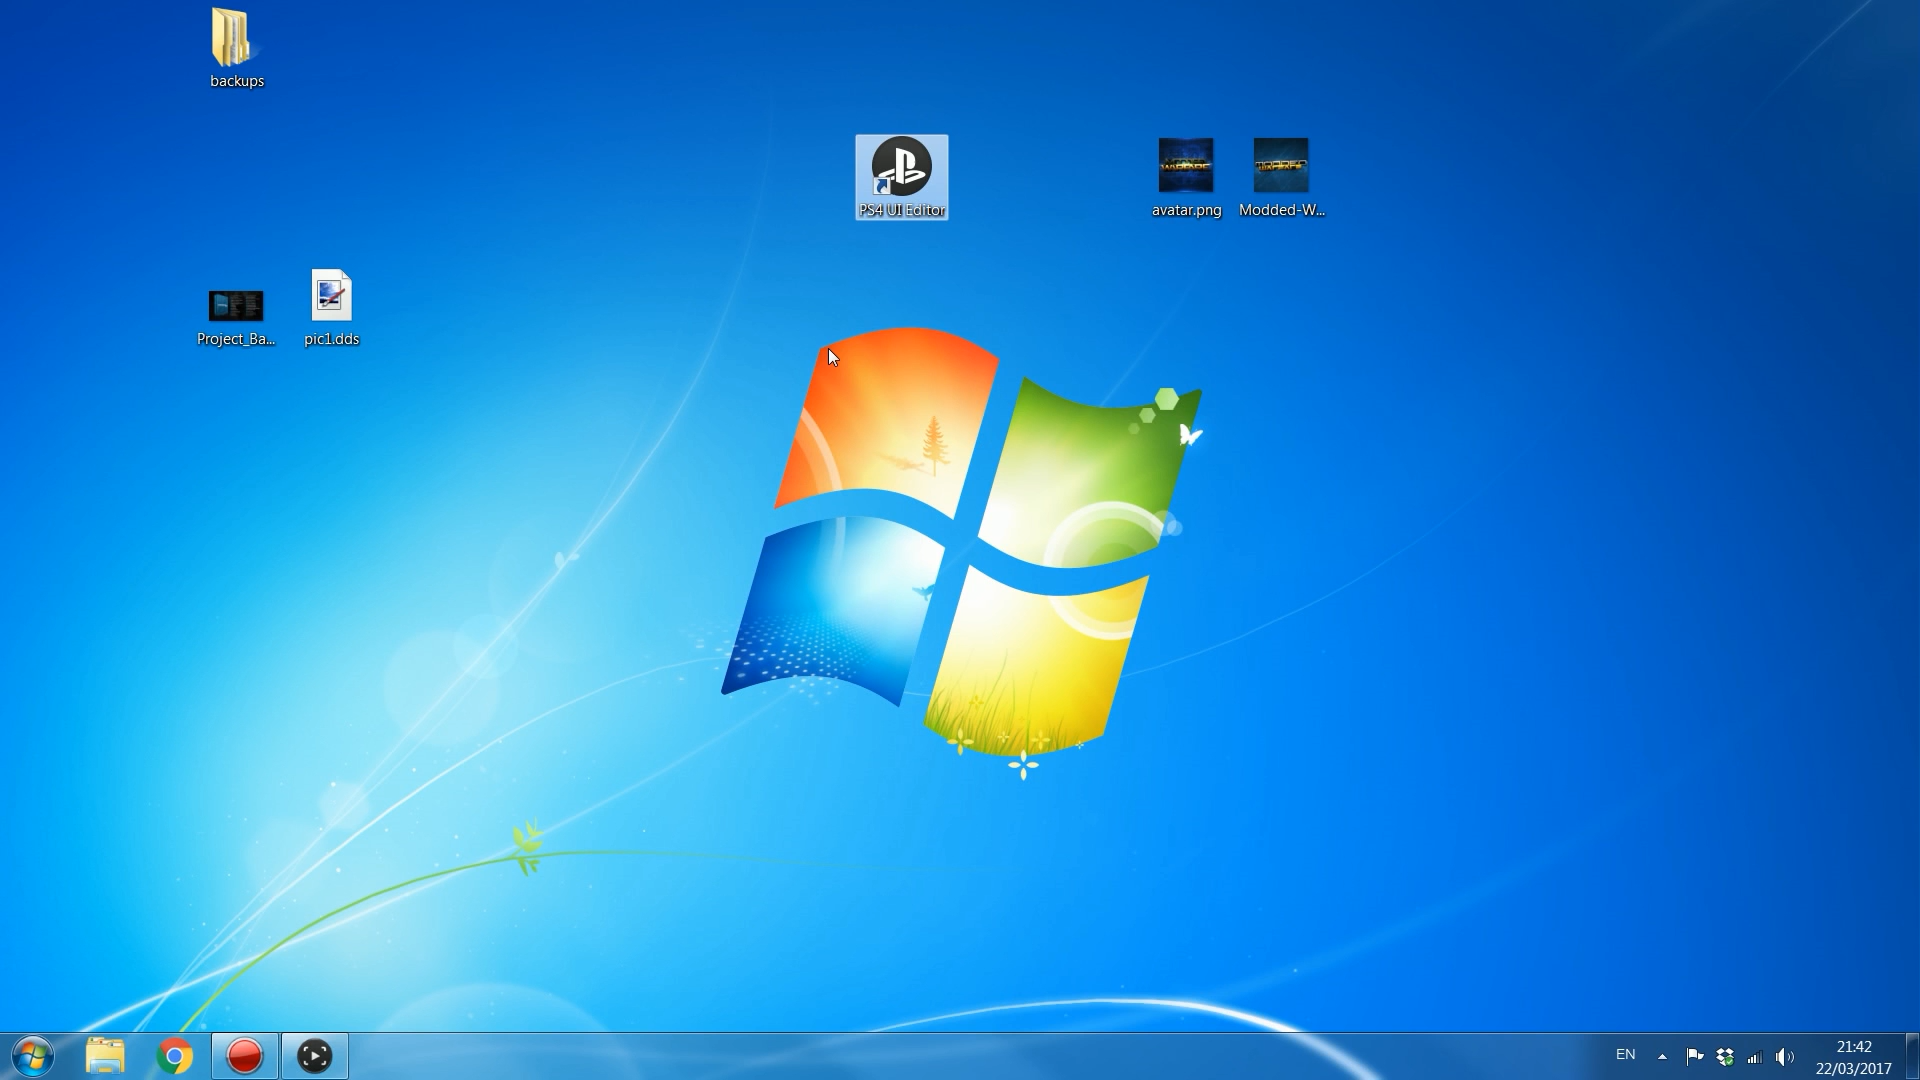 backups
PS4 UI Editor
avatar.png
Modded-W...
Project_Ba...
pic1.dds
EN
21:42
22/03/2017